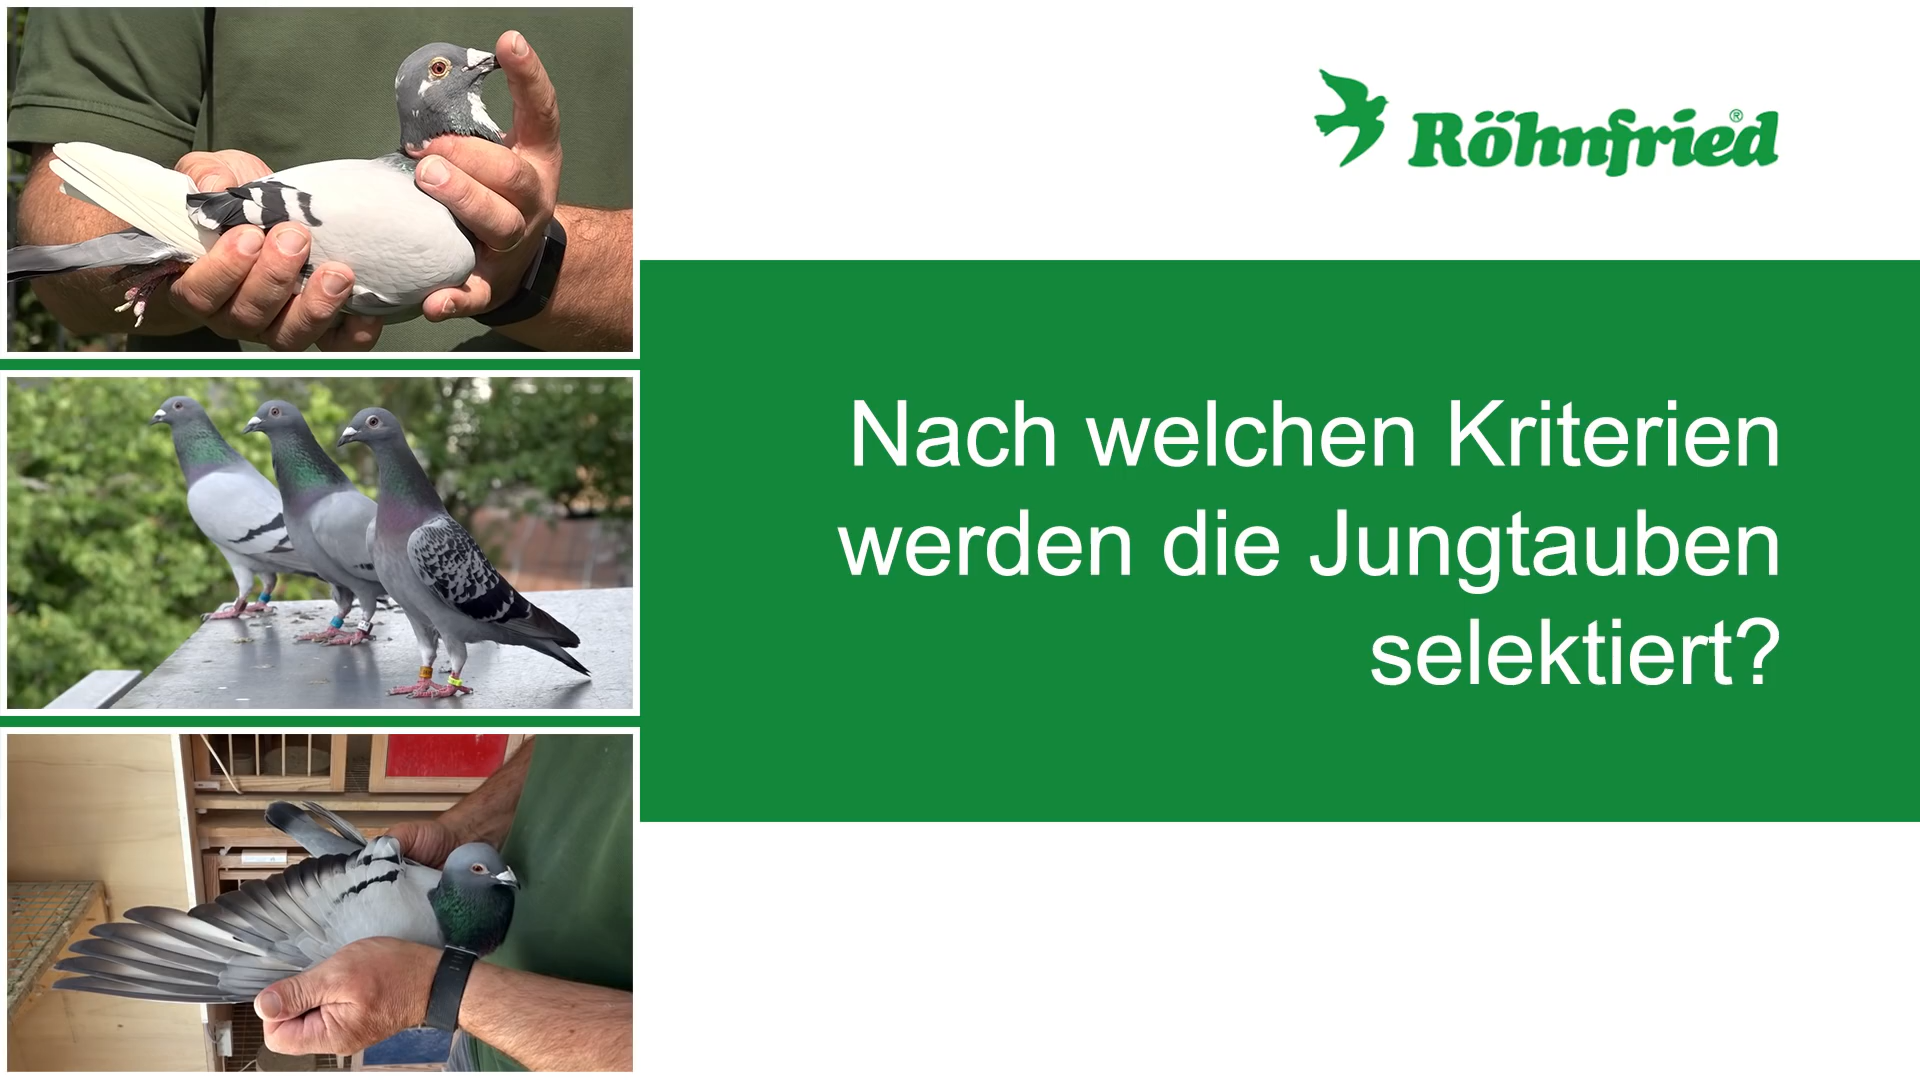 Röhnfried®
Nach welchen Kriterien
werden die Jungtauben
selektiert?